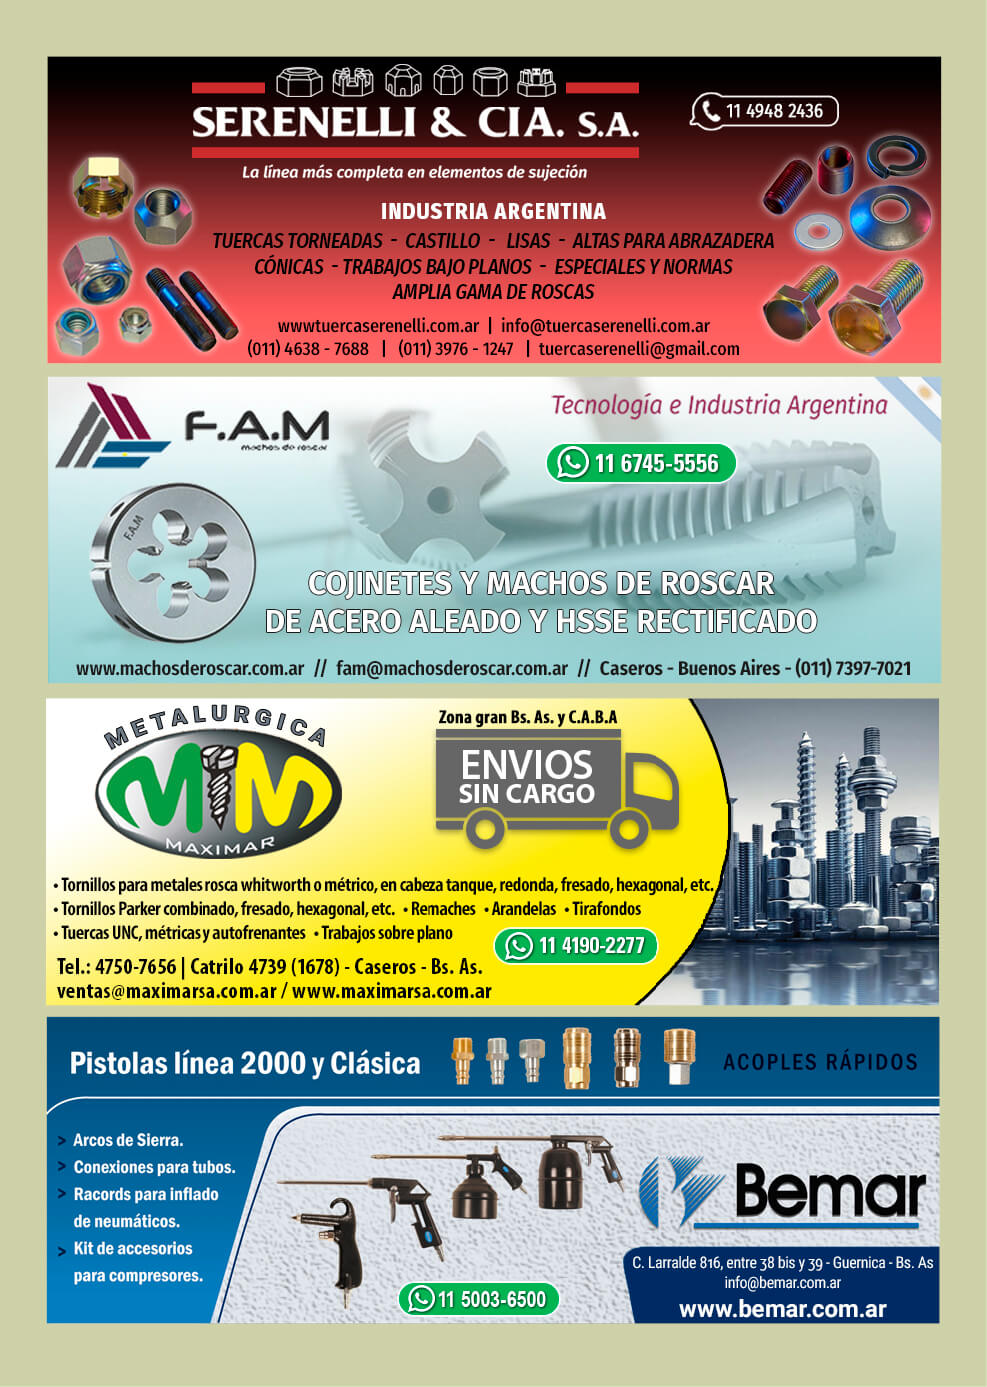 SERENELLI & CIA. S.A.
11 4948 2436
La línea más completa en elementos de sujeción
INDUSTRIA ARGENTINA
TUERCAS TORNEADAS - CASTILLO - LISAS - ALTAS PARA ABRAZADERA
CÓNICAS - TRABAJOS BAJO PLANOS - ESPECIALES Y NORMAS
AMPLIA GAMA DE ROSCAS
wwwtuercaserenelli.com.ar | info@tuercaserenelli.com.ar
(011) 4638 - 7688 | (011) 3976 - 1247 | tuercaserenelli@gmail.com
F.A.M
machos de roscar
Tecnología e Industria Argentina
11 6745-5556
F.A.M
COJINETES Y MACHOS DE ROSCAR
DE ACERO ALEADO Y HSSE RECTIFICADO
www.machosderoscar.com.ar // fam@machosderoscar.com.ar // Caseros - Buenos Aires - (011) 7397-7021
METALURGICA
MM
MAXIMAR
Zona gran Bs. As. y C.A.B.A
ENVIOS
SIN CARGO
• Tornillos para metales rosca whitworth o métrico, en cabeza tanque, redonda, fresado, hexagonal, etc.
• Tornillos Parker combinado, fresado, hexagonal, etc. • Remaches • Arandelas • Tirafondos
• Tuercas UNC, métricas y autofrenantes • Trabajos sobre plano
11 4190-2277
Tel.: 4750-7656 | Catrilo 4739 (1678) - Caseros - Bs. As.
ventas@maximarsa.com.ar / www.maximarsa.com.ar
Pistolas línea 2000 y Clásica
ACOPLES RÁPIDOS
> Arcos de Sierra.
> Conexiones para tubos.
> Racords para inflado
de neumáticos.
> Kit de accesorios
para compresores.
Bemar
C. Larralde 816, entre 38 bis y 39 - Guernica - Bs. As
info@bemar.com.ar
www.bemar.com.ar
11 5003-6500